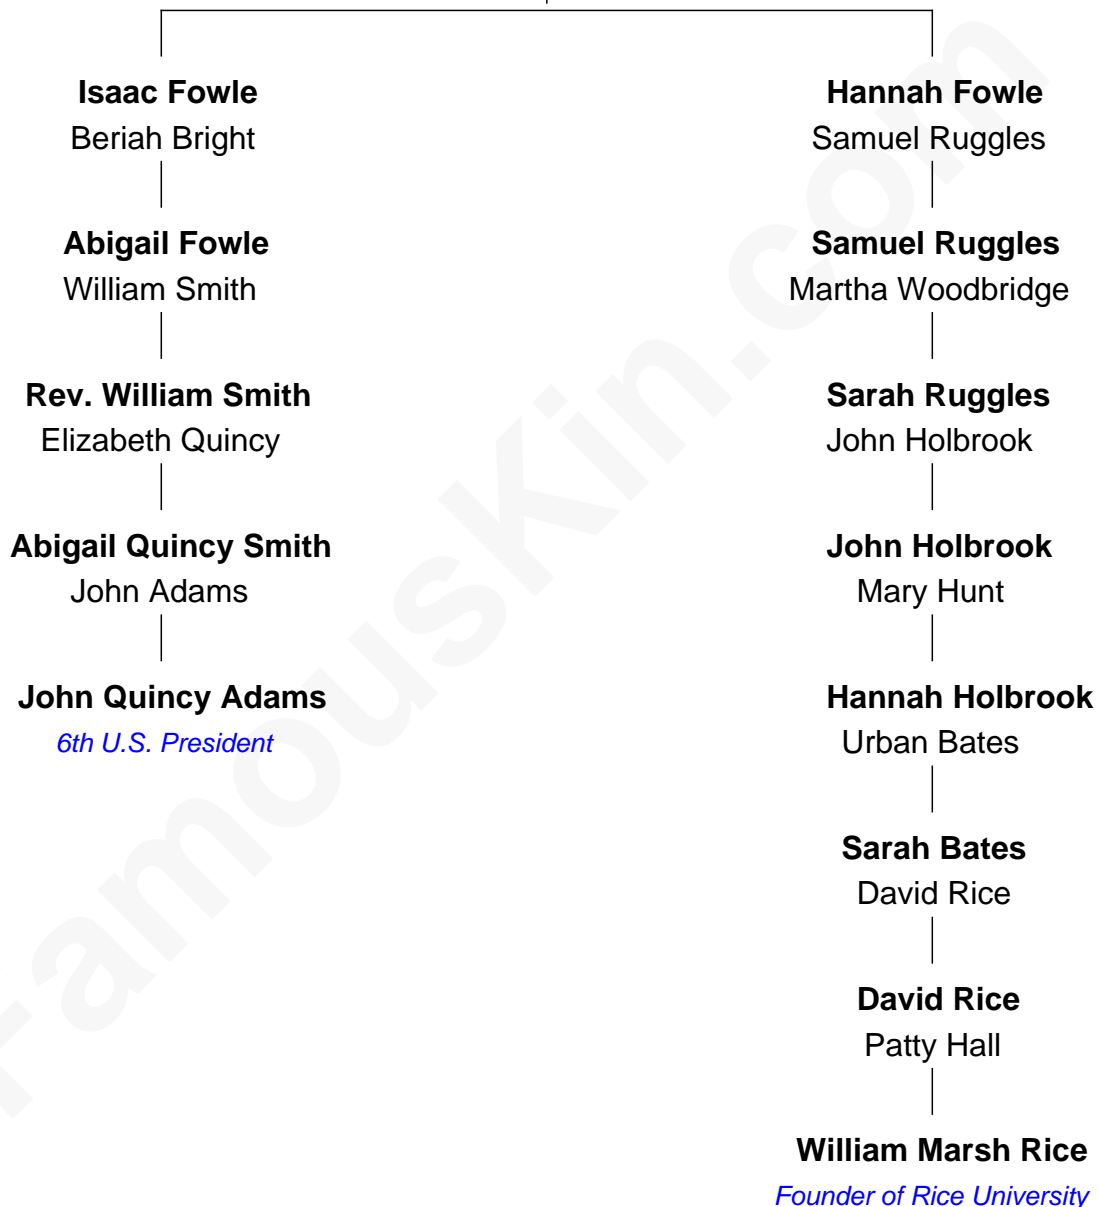 Isaac Fowle
Beriah Bright
Abigail Fowle
William Smith
Rev. William Smith
Elizabeth Quincy
Abigail Quincy Smith
John Adams
John Quincy Adams
6th U.S. President
Hannah Fowle
Samuel Ruggles
Samuel Ruggles
Martha Woodbridge
Sarah Ruggles
John Holbrook
John Holbrook
Mary Hunt
Hannah Holbrook
Urban Bates
Sarah Bates
David Rice
David Rice
Patty Hall
William Marsh Rice
Founder of Rice University
FamousKin.com